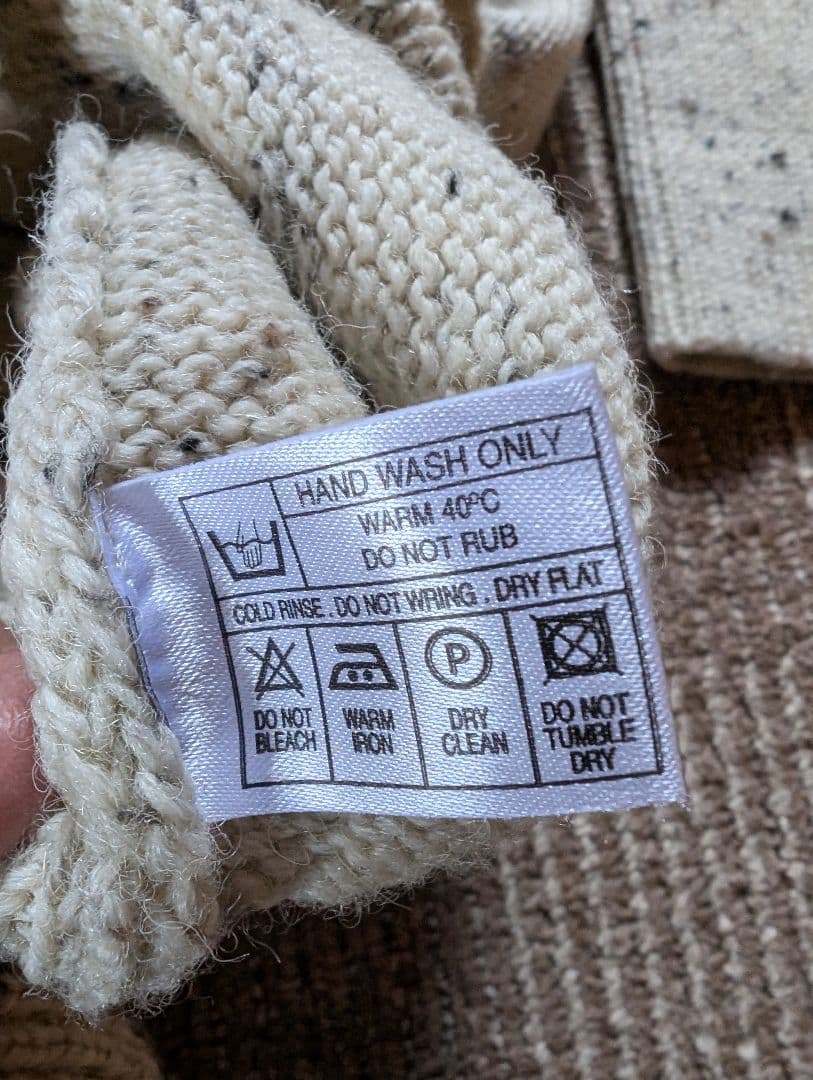 HAND WASH ONLY
WARM 40ºC
DO NOT RUB
COLD RINSE . DO NOT WRING . DRY FLAT
P
DO NOT
BLEACH
WARM
IRON
DRY
CLEAN
DO NOT
TUMBLE
DRY